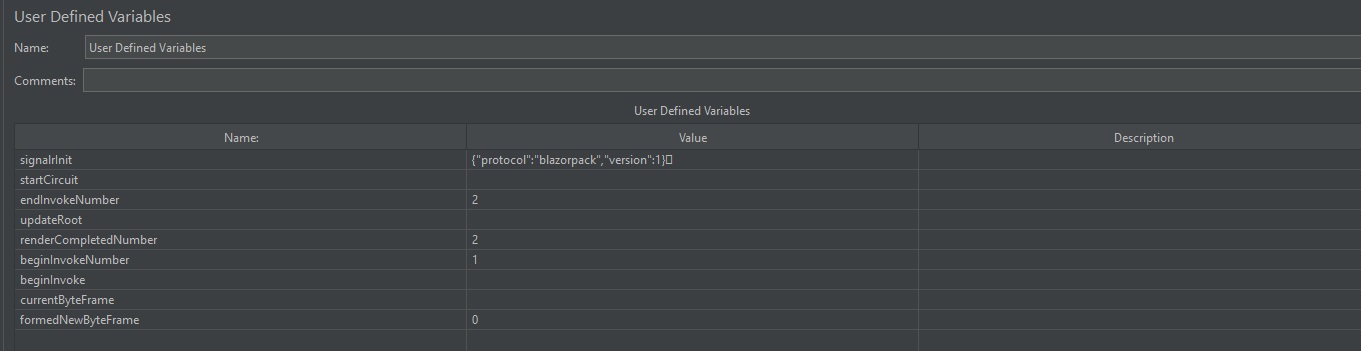 User Defined Variables
Name: User Defined Variables
Comments:
User Defined Variables
Name: Value Description
signalrInit {"protocol":"blazorpack","version":1}▯
startCircuit
endInvokeNumber 2
updateRoot
renderCompletedNumber 2
beginInvokeNumber 1
beginInvoke
currentByteFrame
formedNewByteFrame 0